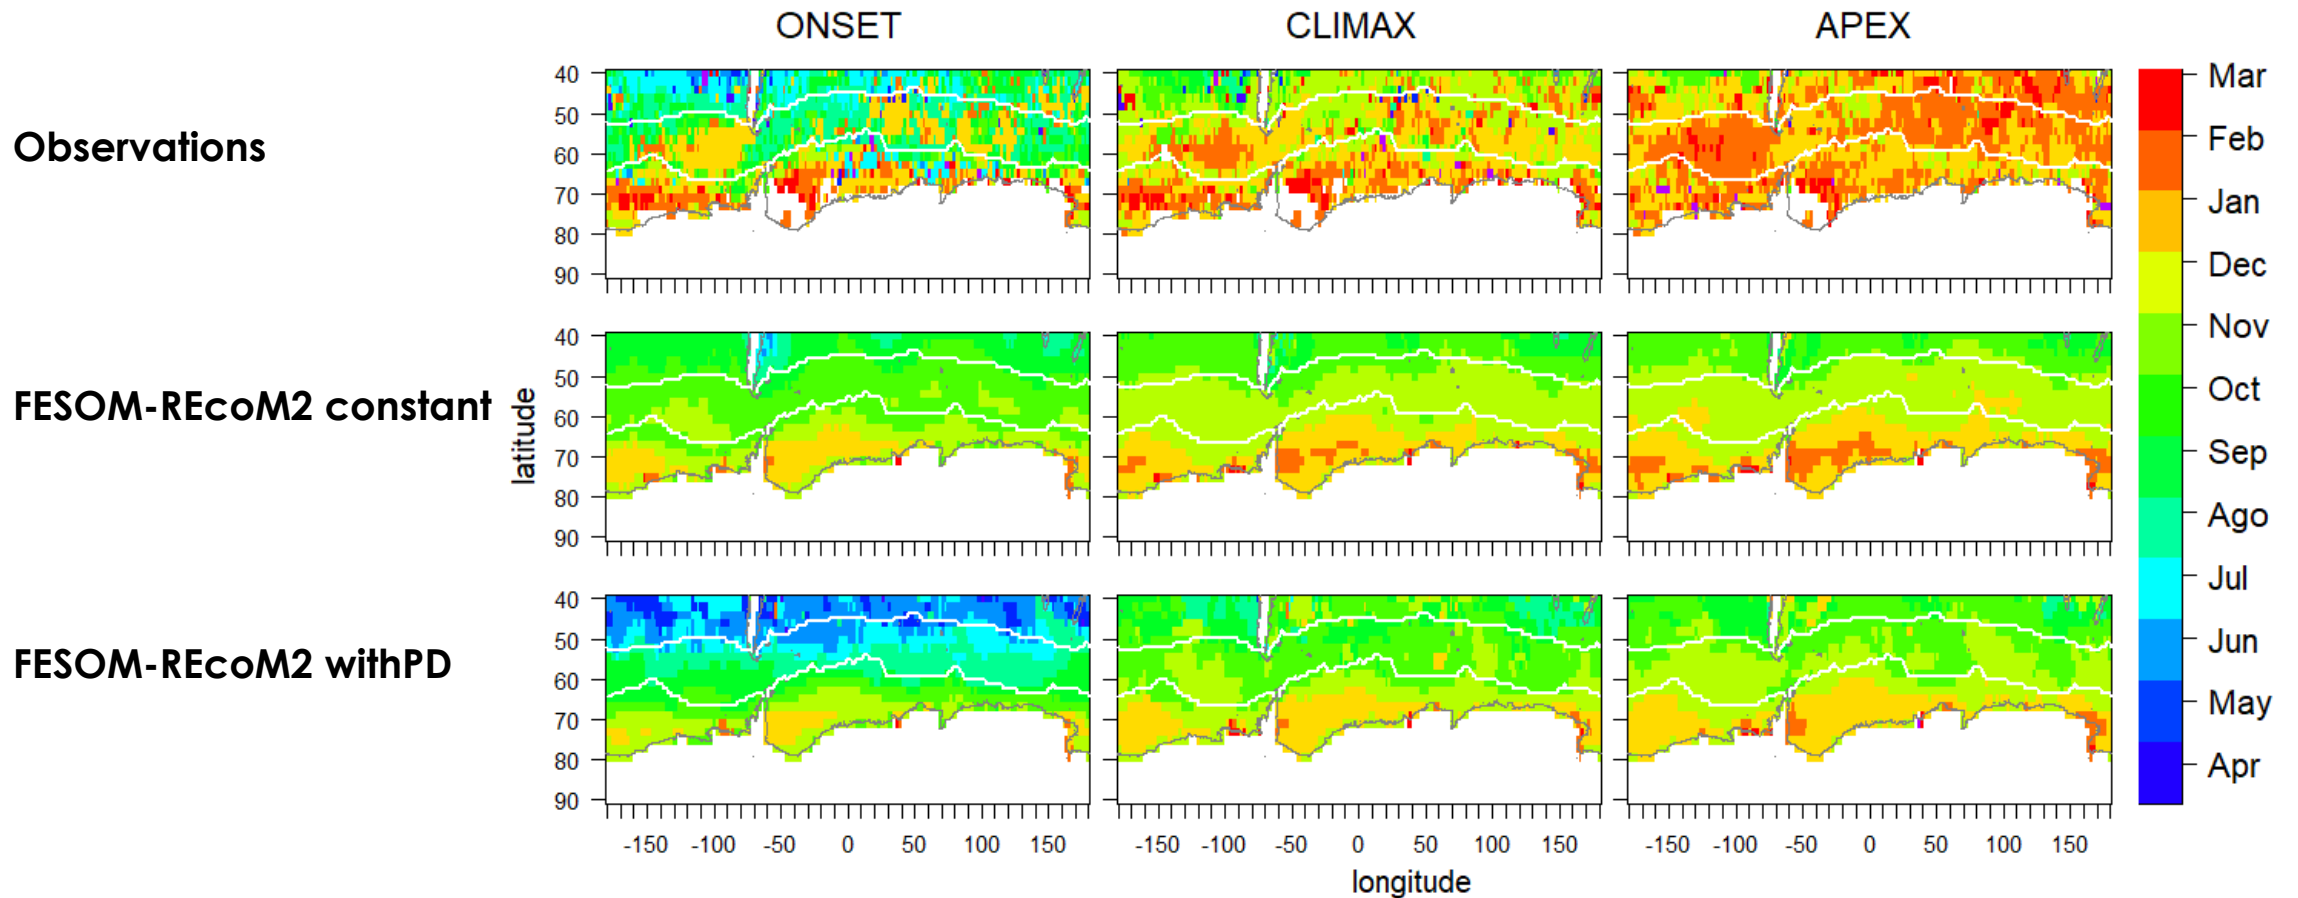 ONSET CLIMAX APEX
Observations
40
50
60
70
80
90
FESOM-REcoM2 constant
40
50
60
70
80
90
FESOM-REcoM2 withPD
40
50
60
70
80
90
latitude
-150 -100 -50 0 50 100 150
-150 -100 -50 0 50 100 150
-150 -100 -50 0 50 100 150
longitude
Mar
Feb
Jan
Dec
Nov
Oct
Sep
Ago
Jul
Jun
May
Apr